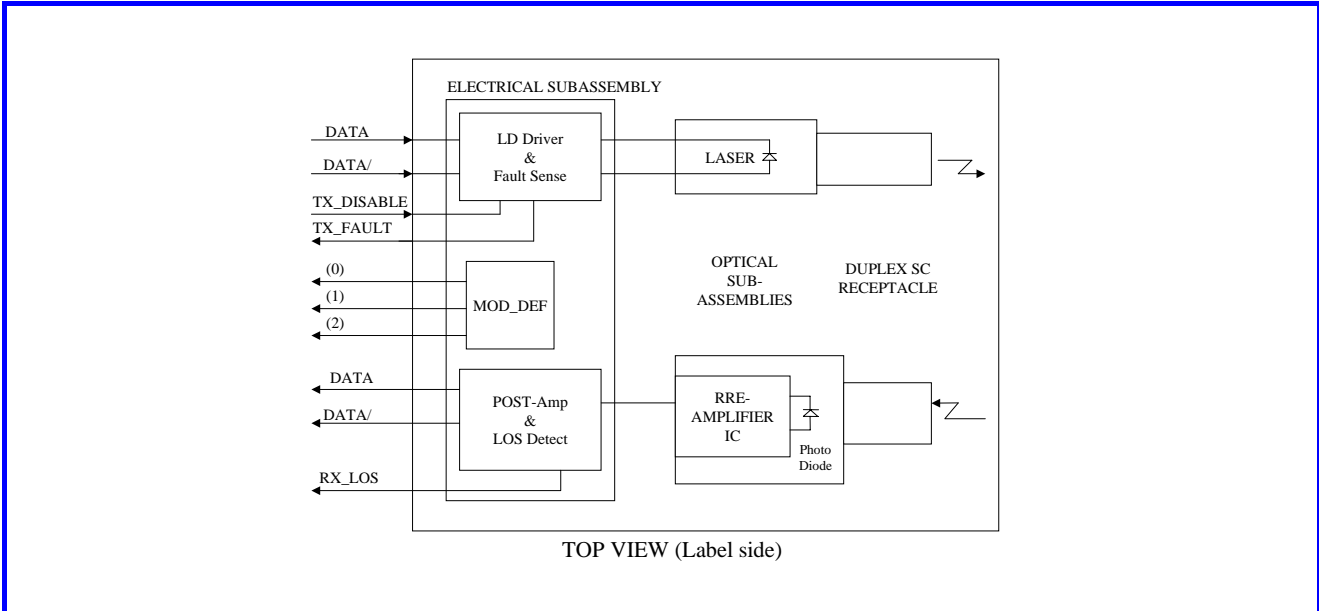 ELECTRICAL SUBASSEMBLY
DATA
DATA/
TX_DISABLE
TX_FAULT
LD Driver
&
Fault Sense
LASER
(0)
(1)
(2)
MOD_DEF
OPTICAL
SUB-
ASSEMBLIES
DUPLEX SC
RECEPTACLE
DATA
DATA/
RX_LOS
POST-Amp
&
LOS Detect
RRE-
AMPLIFIER
IC
Photo
Diode
TOP VIEW (Label side)